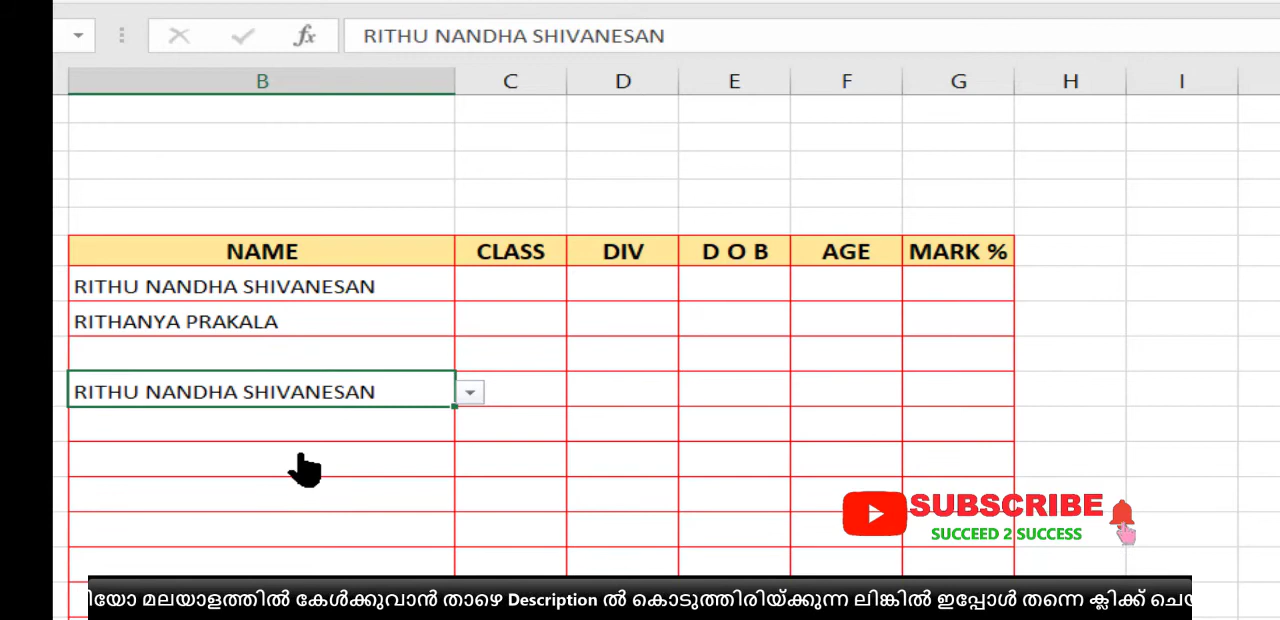 RITHU NANDHA SHIVANESAN
B C D E F G H I
NAME CLASS DIV D O B AGE MARK %
RITHU NANDHA SHIVANESAN
RITHANYA PRAKALA
RITHU NANDHA SHIVANESAN
SUBSCRIBE
SUCCEED 2 SUCCESS
മലയാളത്തിൽ കേൾക്കുവാൻ താഴെ Description ൽ കൊടുത്തിരിയ്ക്കുന്ന ലിങ്കിൽ ഇപ്പോൾ തന്നെ ക്ലിക്ക്